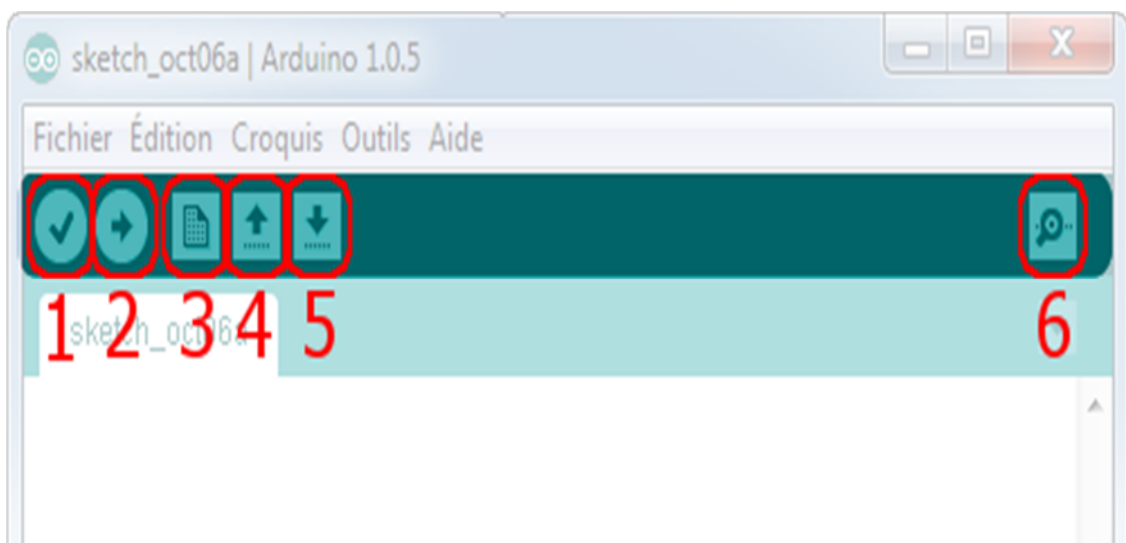 sketch_oct06a | Arduino 1.0.5
Fichier Édition Croquis Outils Aide
1 2 3 4 5 6
sketch_oct06a